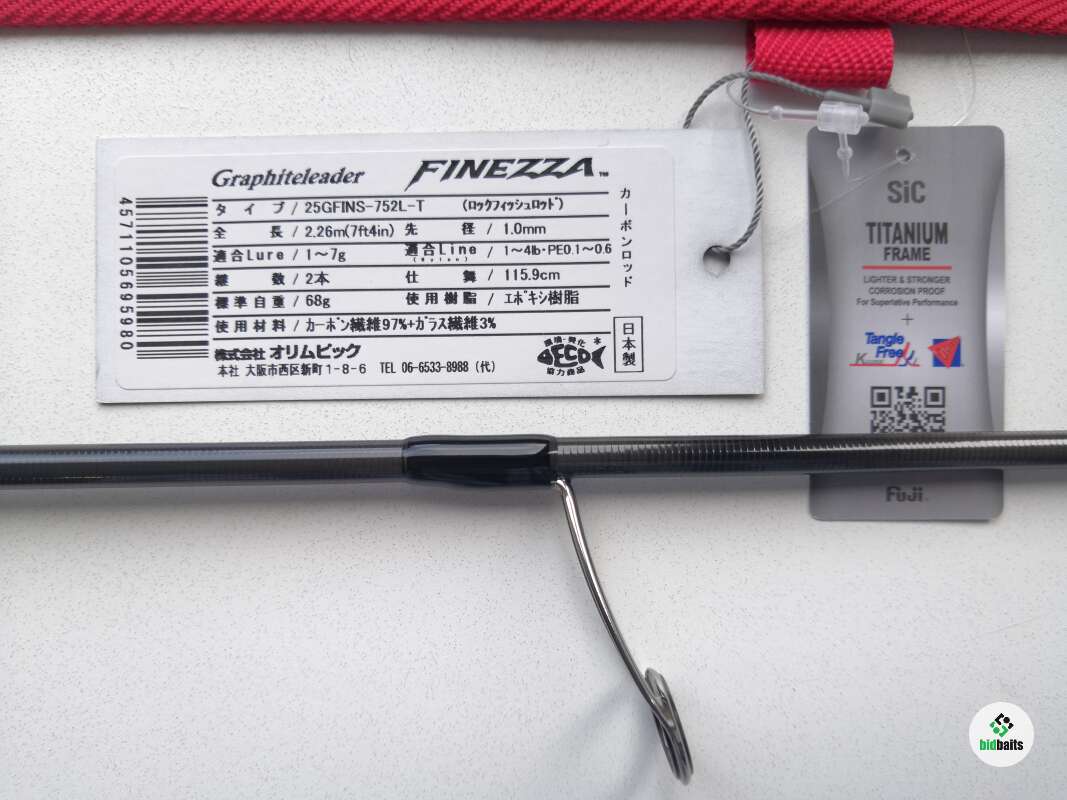 Graphiteleader FINEZZA™
タイプ / 25GFINS-752L-T (ロックフィッシュロッド)
全長 / 2.26m(7ft4in) 先径 / 1.0mm
適合Lure / 1～7g 適合Line (Nylon) / 1～4lb・PE0.1～0.6
継数 / 2本 仕舞 / 115.9cm
標準自重 / 68g 使用樹脂 / エポキシ樹脂
使用材料 / カーボン繊維97%+ガラス繊維3%
株式会社 オリムピック
本社 大阪市西区新町1-8-6 TEL 06-6533-8988 (代)
4571105695980
カーボンロッド
ECO
協力商品
日本製
SiC
TITANIUM
FRAME
LIGHTER & STRONGER
CORROSION PROOF
For Superlative Performance
+
Tangle
Free
Fuji
bidbaits